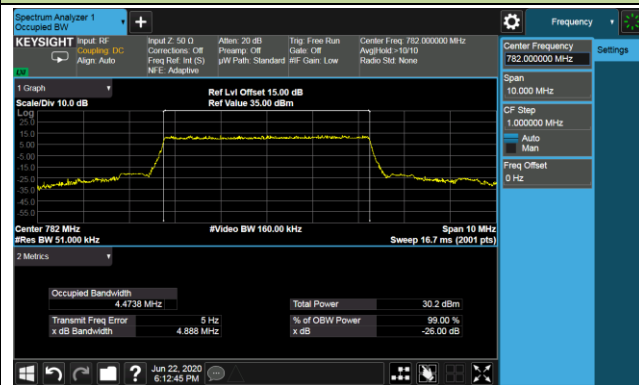 Spectrum Analyzer 1
Occupied BW
Frequency
KEYSIGHT
Input: RF
Coupling: DC
Align: Auto
Input Z: 50 Ω
Corrections: Off
Freq Ref: Int (S)
NFE: Adaptive
Atten: 20 dB
Preamp: Off
µW Path: Standard
Trig: Free Run
Gate: Off
#IF Gain: Low
Center Freq: 782.000000 MHz
Avg|Hold:>10/10
Radio Std: None
Center Frequency
782.000000 MHz
Settings
Span
10.000 MHz
CF Step
1.000000 MHz
Auto
Man
Freq Offset
0 Hz
1 Graph
Scale/Div 10.0 dB
Ref Lvl Offset 15.00 dB
Ref Value 35.00 dBm
Log
25.0
15.0
5.00
-5.00
-15.0
-25.0
-35.0
-45.0
-55.0
Center 782 MHz
#Res BW 51.000 kHz
#Video BW 160.00 kHz
Span 10 MHz
Sweep 16.7 ms (2001 pts)
2 Metrics
Occupied Bandwidth
4.4738 MHz
Total Power 30.2 dBm
Transmit Freq Error 5 Hz
% of OBW Power 99.00 %
x dB Bandwidth 4.888 MHz
x dB -26.00 dB
?
Jun 22, 2020
6:12:45 PM